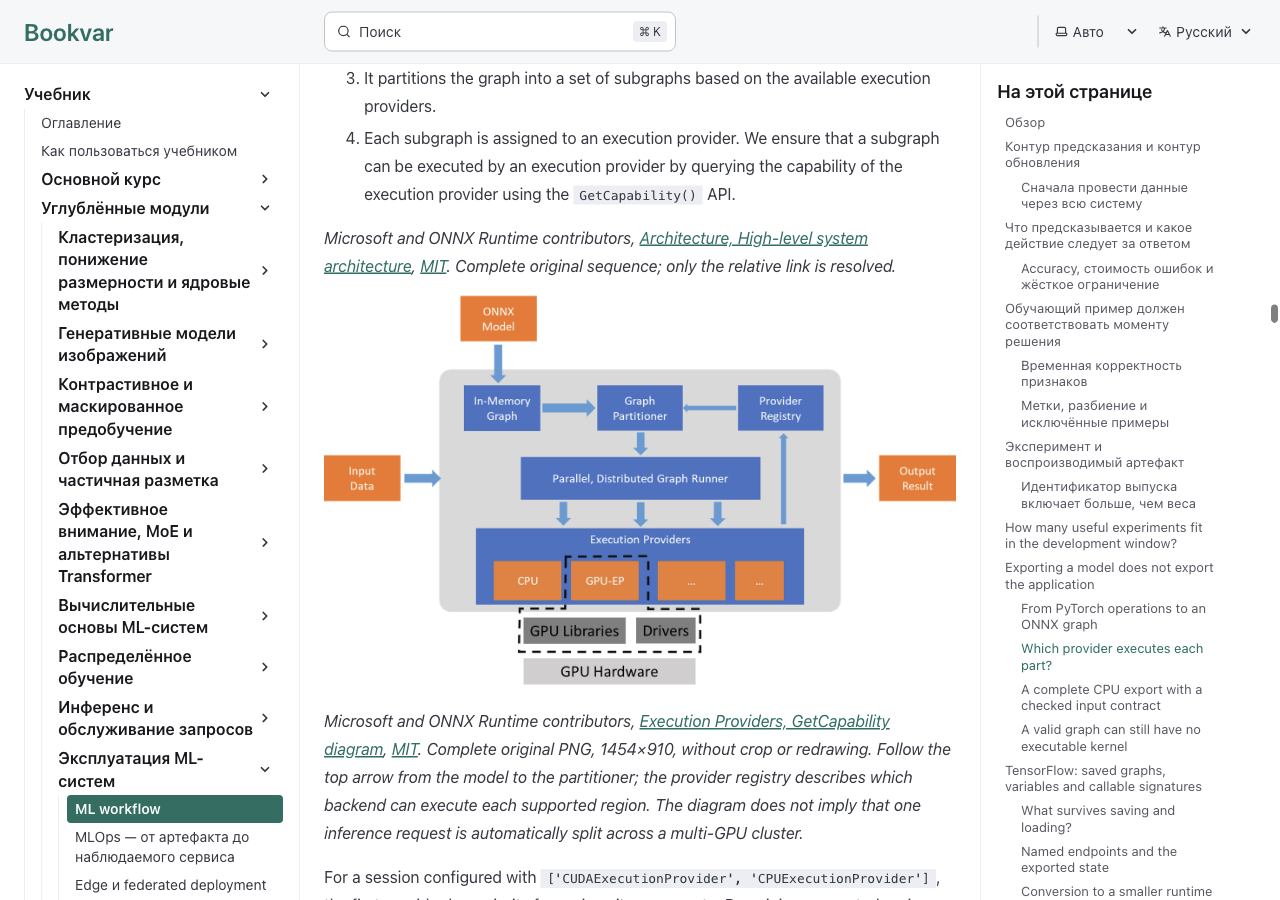 Bookvar
Поиск
⌘ K
Авто
Русский
Учебник
Оглавление
Как пользоваться учебником
Основной курс
Углублённые модули
Кластеризация,
понижение
размерности и ядровые
методы
Генеративные модели
изображений
Контрастивное и
маскированное
предобучение
Отбор данных и
частичная разметка
Эффективное
внимание, MoE и
альтернативы
Transformer
Вычислительные
основы ML-систем
Распределённое
обучение
Инференс и
обслуживание запросов
Эксплуатация ML-
систем
ML workflow
MLOps — от артефакта до
наблюдаемого сервиса
Edge и federated deployment
3. It partitions the graph into a set of subgraphs based on the available execution
providers.
4. Each subgraph is assigned to an execution provider. We ensure that a subgraph
can be executed by an execution provider by querying the capability of the
execution provider using the GetCapability() API.
Microsoft and ONNX Runtime contributors, Architecture, High-level system
architecture, MIT. Complete original sequence; only the relative link is resolved.
ONNX
Model
In-Memory
Graph
Graph
Partitioner
Provider
Registry
Input
Data
Parallel, Distributed Graph Runner
Output
Result
Execution Providers
CPU
GPU-EP
...
...
GPU Libraries
Drivers
GPU Hardware
Microsoft and ONNX Runtime contributors, Execution Providers, GetCapability
diagram, MIT. Complete original PNG, 1454×910, without crop or redrawing. Follow the
top arrow from the model to the partitioner; the provider registry describes which
backend can execute each supported region. The diagram does not imply that one
inference request is automatically split across a multi-GPU cluster.
For a session configured with ['CUDAExecutionProvider', 'CPUExecutionProvider'],
На этой странице
Обзор
Контур предсказания и контур
обновления
Сначала провести данные
через всю систему
Что предсказывается и какое
действие следует за ответом
Accuracy, стоимость ошибок и
жёсткое ограничение
Обучающий пример должен
соответствовать моменту
решения
Временная корректность
признаков
Метки, разбиение и
исключённые примеры
Эксперимент и
воспроизводимый артефакт
Идентификатор выпуска
включает больше, чем веса
How many useful experiments fit
in the development window?
Exporting a model does not export
the application
From PyTorch operations to an
ONNX graph
Which provider executes each
part?
A complete CPU export with a
checked input contract
A valid graph can still have no
executable kernel
TensorFlow: saved graphs,
variables and callable signatures
What survives saving and
loading?
Named endpoints and the
exported state
Conversion to a smaller runtime